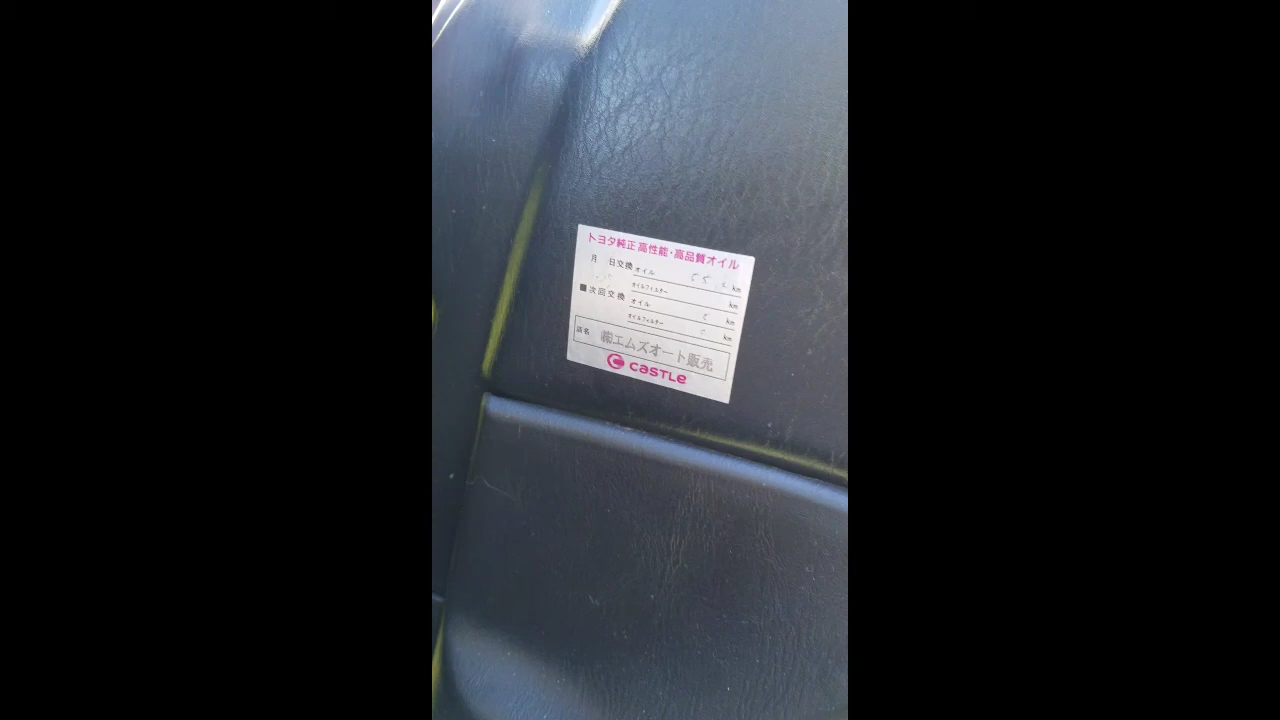 トヨタ純正 高性能・高品質オイル
月 日交換 オイル km
オイルフィルター km
■次回交換 オイル km
オイルフィルター km
店名 ㈱エムズオート販売
CASTLE